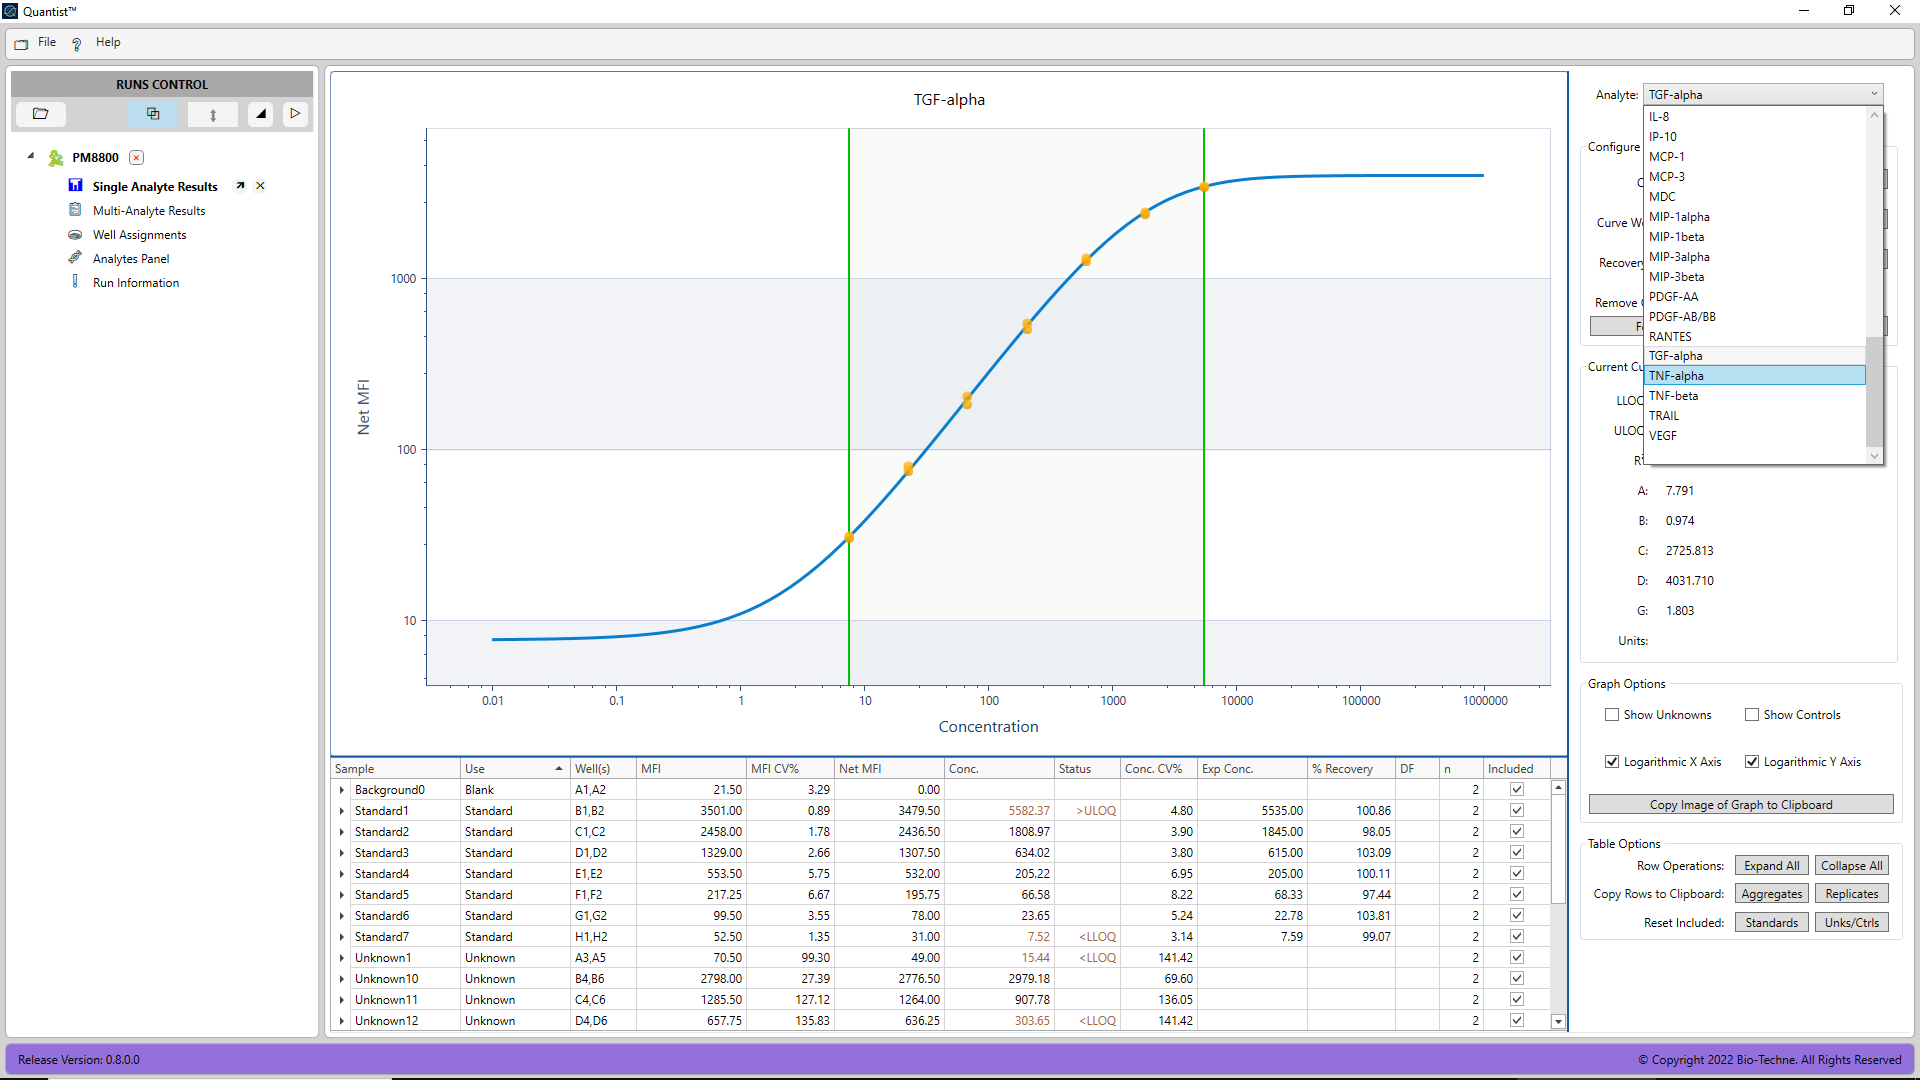 Quantist™
File Help
RUNS CONTROL
PM8800
Single Analyte Results
Multi-Analyte Results
Well Assignments
Analytes Panel
Run Information
TGF-alpha
Net MFI
1000
100
10
0.01 0.1 1 10 100 1000 10000 100000 1000000
Concentration
Analyte: TGF-alpha
IL-8
IP-10
MCP-1
MCP-3
MDC
MIP-1alpha
MIP-1beta
MIP-3alpha
MIP-3beta
PDGF-AA
PDGF-AB/BB
RANTES
TGF-alpha
TNF-alpha
TNF-beta
TRAIL
VEGF
Configure
Curve W
Recovery
Remove
Current Cu
LLOQ
ULOQ
A: 7.791
B: 0.974
C: 2725.813
D: 4031.710
G: 1.803
Units:
Graph Options
Show Unknowns Show Controls
Logarithmic X Axis Logarithmic Y Axis
Copy Image of Graph to Clipboard
Table Options
Row Operations: Expand All Collapse All
Copy Rows to Clipboard: Aggregates Replicates
Reset Included: Standards Unks/Ctrls
Sample Use Well(s) MFI MFI CV% Net MFI Conc. Status Conc. CV% Exp Conc. % Recovery DF n Included
Background0 Blank A1,A2 21.50 3.29 0.00 2
Standard1 Standard B1,B2 3501.00 0.89 3479.50 5582.37 >ULOQ 4.80 5535.00 100.86 2
Standard2 Standard C1,C2 2458.00 1.78 2436.50 1808.97 3.90 1845.00 98.05 2
Standard3 Standard D1,D2 1329.00 2.66 1307.50 634.02 3.80 615.00 103.09 2
Standard4 Standard E1,E2 553.50 5.75 532.00 205.22 6.95 205.00 100.11 2
Standard5 Standard F1,F2 217.25 6.67 195.75 66.58 8.22 68.33 97.44 2
Standard6 Standard G1,G2 99.50 3.55 78.00 23.65 5.24 22.78 103.81 2
Standard7 Standard H1,H2 52.50 1.35 31.00 7.52 <LLOQ 3.14 7.59 99.07 2
Unknown1 Unknown A3,A5 70.50 99.30 49.00 15.44 <LLOQ 141.42 2
Unknown10 Unknown B4,B6 2798.00 27.39 2776.50 2979.18 69.60 2
Unknown11 Unknown C4,C6 1285.50 127.12 1264.00 907.78 136.05 2
Unknown12 Unknown D4,D6 657.75 135.83 636.25 303.65 <LLOQ 141.42 2
Release Version: 0.8.0.0
© Copyright 2022 Bio-Techne. All Rights Reserved